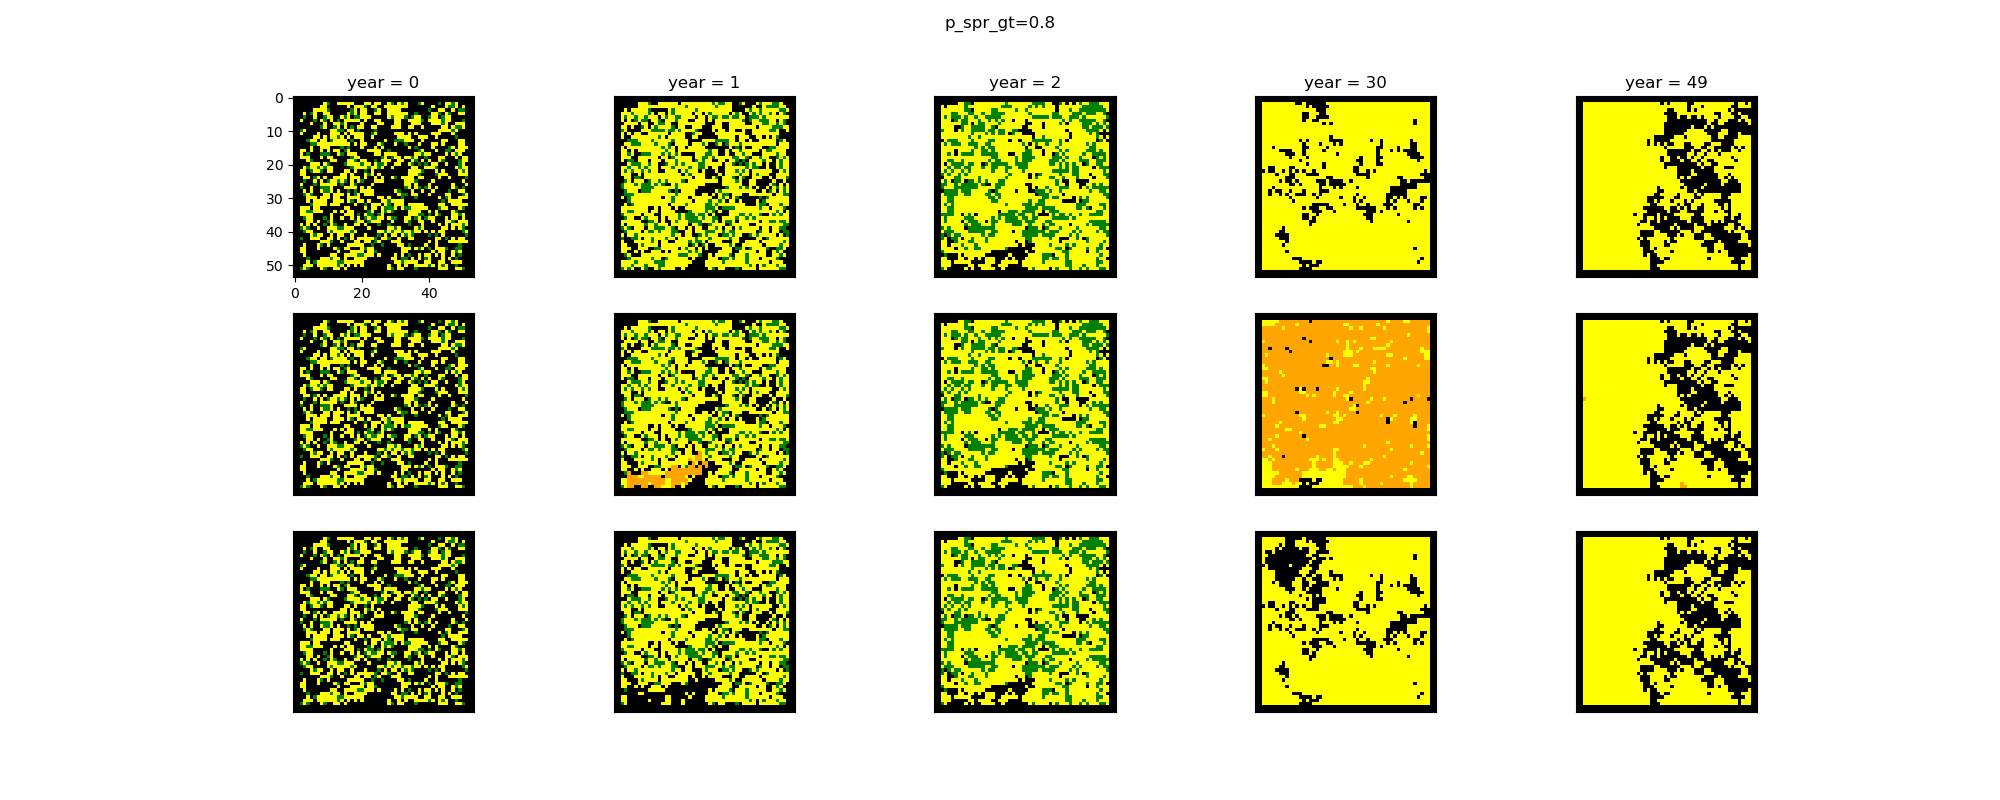 p_spr_gt=0.8
year = 0
year = 1
year = 2
year = 30
year = 49
0
10
20
30
40
50
0 20 40